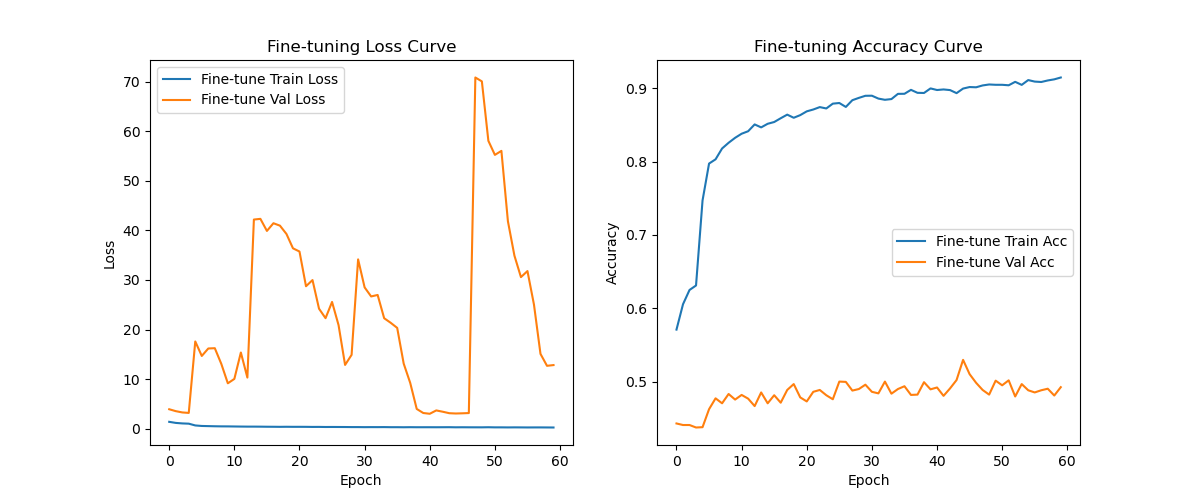 Fine-tuning Loss Curve
Fine-tune Train Loss
Fine-tune Val Loss
70
60
50
40
30
20
10
0
Loss
0 10 20 30 40 50 60
Epoch
Fine-tuning Accuracy Curve
0.9
0.8
0.7
0.6
0.5
Accuracy
Fine-tune Train Acc
Fine-tune Val Acc
0 10 20 30 40 50 60
Epoch